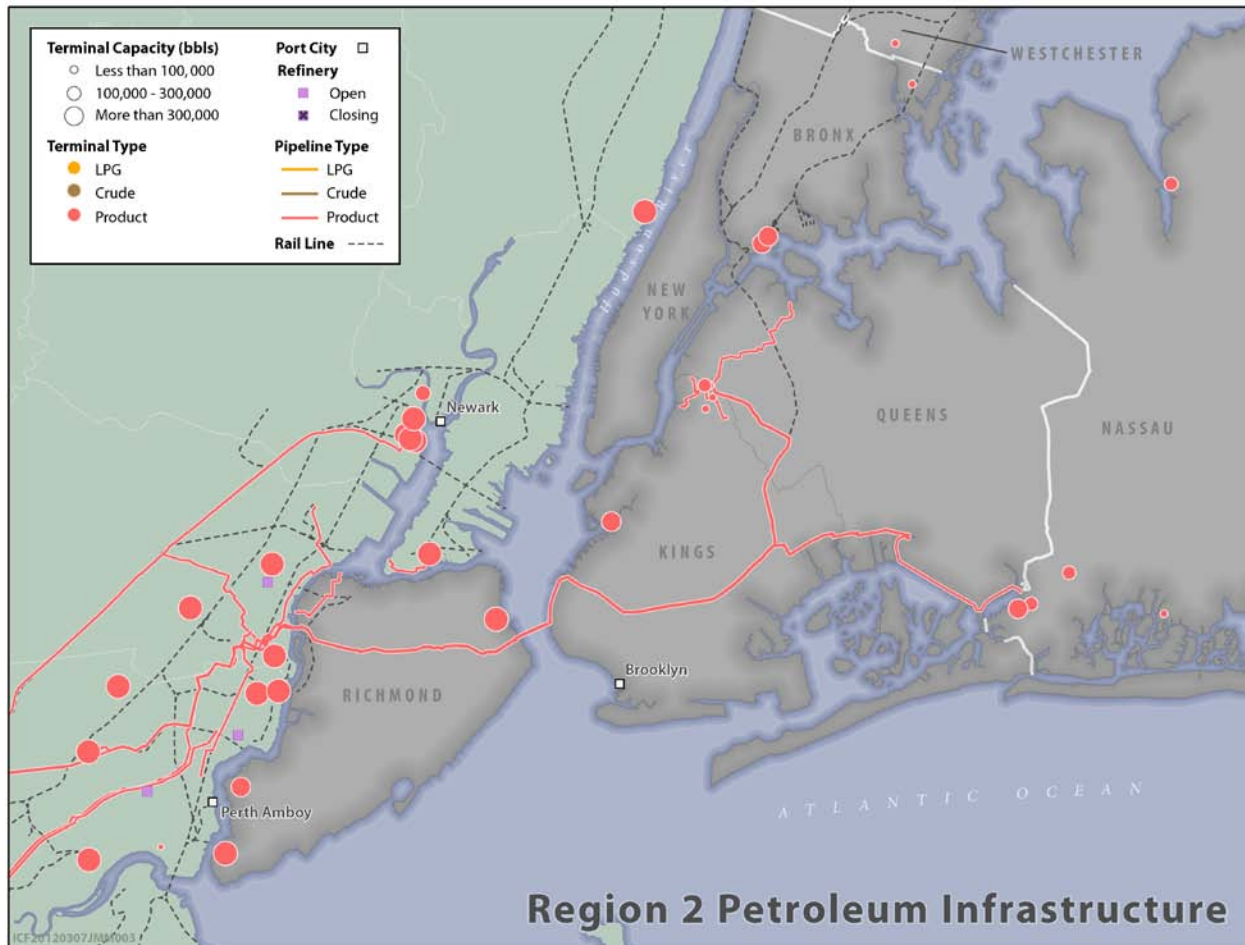 Terminal Capacity (bbls)
Less than 100,000
100,000 - 300,000
More than 300,000
Terminal Type
LPG
Crude
Product
Port City
Refinery
Open
Closing
Pipeline Type
LPG
Crude
Product
Rail Line
WESTCHESTER
BRONX
Hudson River
NEW
YORK
Newark
QUEENS
NASSAU
KINGS
Brooklyn
RICHMOND
Perth Amboy
ATLANTIC OCEAN
Region 2 Petroleum Infrastructure
ICF20120307JMM003